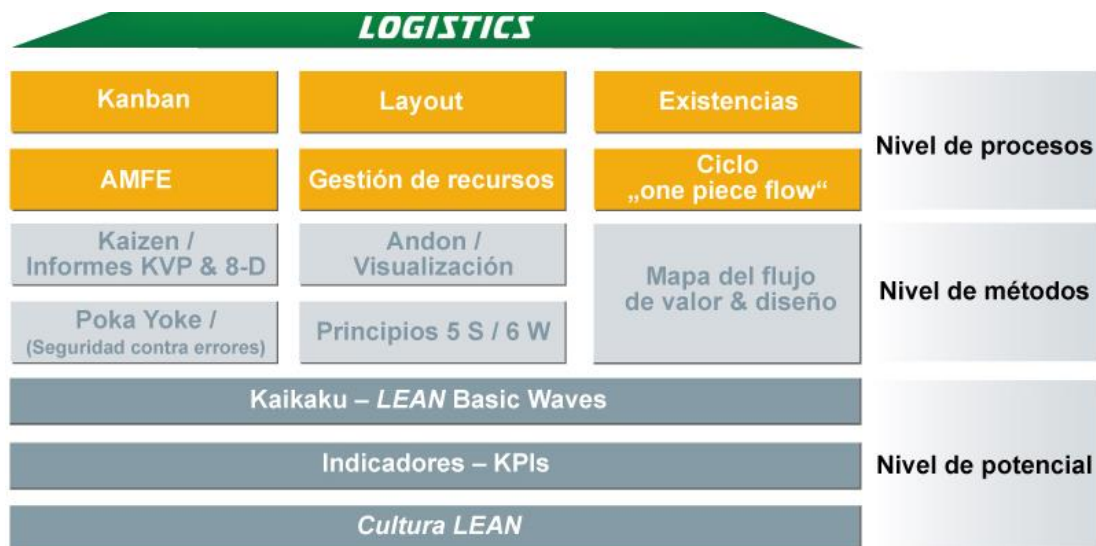 LOGISTICS
Kanban
Layout
Existencias
AMFE
Gestión de recursos
Ciclo
„one piece flow“
Nivel de procesos
Kaizen /
Informes KVP & 8-D
Andon /
Visualización
Mapa del flujo
de valor & diseño
Poka Yoke /
(Seguridad contra errores)
Principios 5 S / 6 W
Nivel de métodos
Kaikaku – LEAN Basic Waves
Indicadores – KPIs
Cultura LEAN
Nivel de potencial